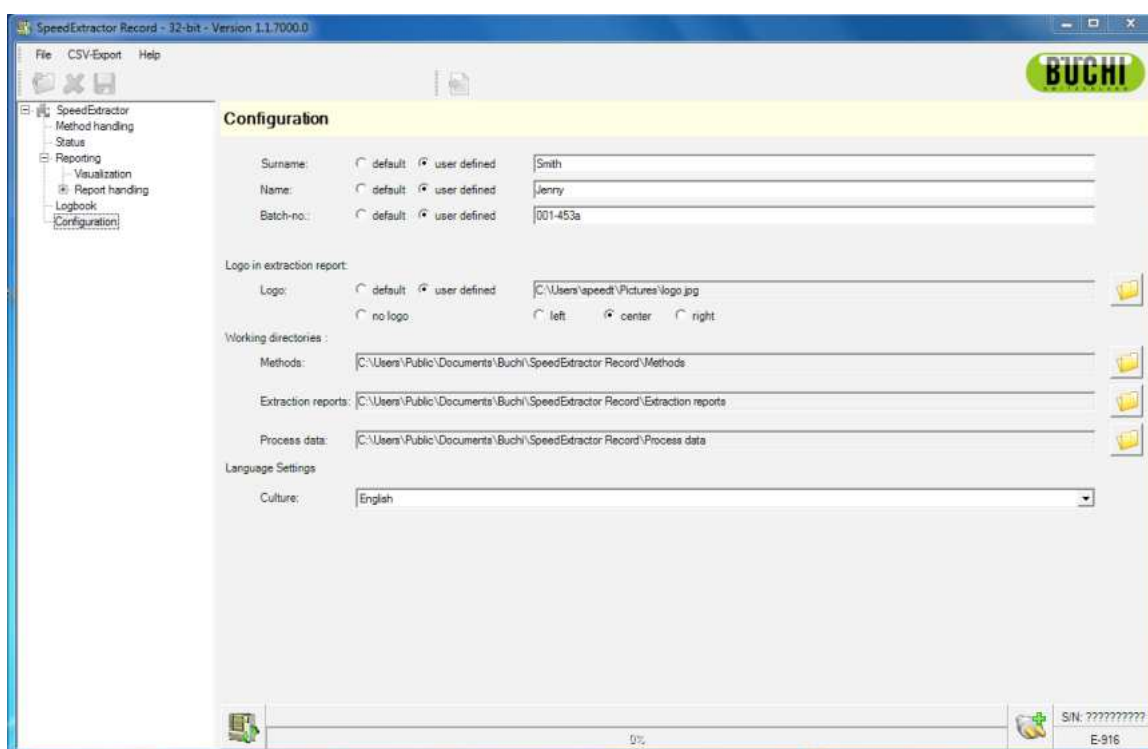 SpeedExtractor Record - 32-bit - Version 1.1.7000.0
File CSV-Export Help
BUCHI
SWITZERLAND
SpeedExtractor
Method handling
Status
Reporting
Visualization
Report handling
Logbook
Configuration
Configuration
Surname: default user defined Smith
Name: default user defined Jenny
Batch-no.: default user defined 001-453a
Logo in extraction report:
Logo: default user defined C:\Users\speedt\Pictures\logo.jpg
no logo left center right
Working directories :
Methods: C:\Users\Public\Documents\Buchi\SpeedExtractor Record\Methods
Extraction reports: C:\Users\Public\Documents\Buchi\SpeedExtractor Record\Extraction reports
Process data: C:\Users\Public\Documents\Buchi\SpeedExtractor Record\Process data
Language Settings
Culture: English
0%
S/N: ??????????
E-916